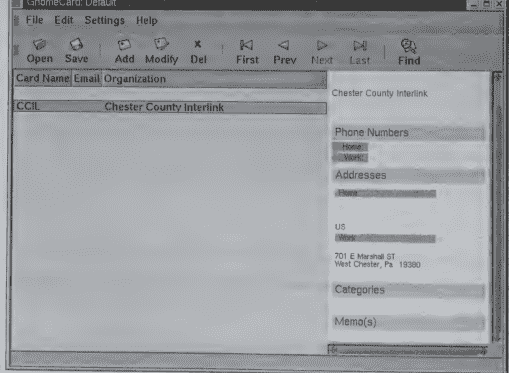 GnomeCard: Default
File Edit Settings Help
Open Save Add Modify Del First Prev Next Last Find
Card Name Email Organization
CCIL Chester County Interlink
Chester County Interlink
Phone Numbers
Home
Work
Addresses
Home
US
Work
701 E Marshall ST
West Chester, Pa 19380
Categories
Memo(s)